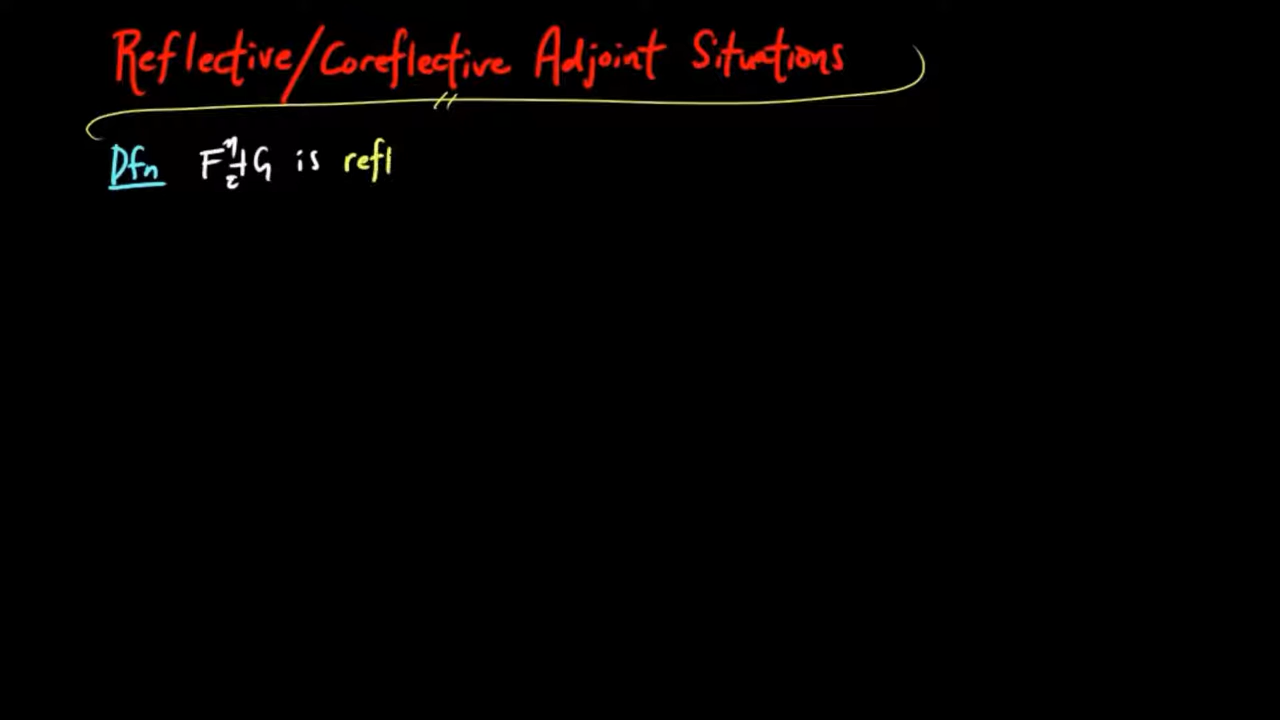 Reflective/Coreflective Adjoint Situations
Dfn F η⊣ε G is refl